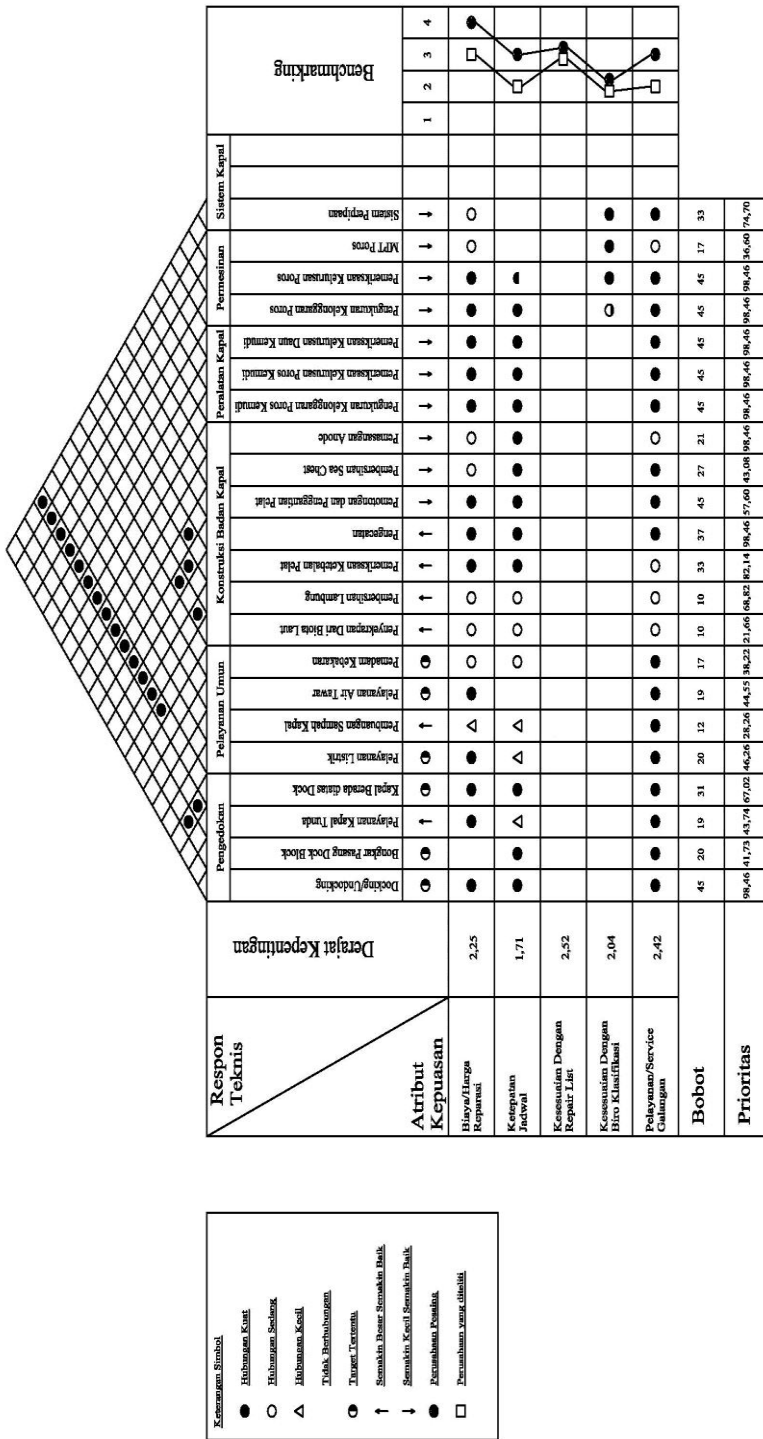 Benchmarking
1 2 3 4
Pengedokan
Pelayanan Umun
Konstruksi Badan Kapal
Peralatan Kapal
Permesinan
Sistem Kapal
Respon
Teknis
Derajat Kepentingan
Docking/Undocking
Bongkar Pasang Dock Block
Pelayanan Kapal Tunda
Kapal Berada diatas Dock
Pelayanan Listrik
Pembuangan Sampah Kapal
Pelayanan Air Tawar
Pemadam Kebakaran
Penyekrapan Dari Biota Laut
Pembersihan Lambung
Pemeriksaan Ketebalan Pelat
Pengecatan
Pemotongan dan Penggantian Pelat
Pembersihan Sea Chest
Pemasangan Anode
Pengukuran Kelonggaran Poros Kemudi
Pemeriksaan Kelurusan Poros Kemudi
Pemeriksaan Kelurusan Daun Kemudi
Pengukuran Kelonggaran Poros
Pemeriksaan Kelurusan Poros
MPT Poros
Sistem Perpipaan
Atribut
Kepuasan
Biaya/Harga
Reparasi
2,25
Ketepatan
Jadwal
1,71
Kesesuaian Dengan
Repair List
2,52
Kesesuaian Dengan
Biro Klasifikasi
2,04
Pelayanan/Service
Galangan
2,42
Bobot
45 20 19 31 20 12 19 17 10 10 33 37 45 27 21 45 45 45 45 45 17 33
Prioritas
98,46 41,73 43,74 67,02 46,26 28,26 44,55 38,22 21,66 68,82 82,14 98,46 57,60 43,08 98,46 98,46 98,46 98,46 98,46 98,46 36,60 74,70
Keterangan Simbol
Hubungan Kuat
Hubungan Sedang
Hubungan Kecil
Tidak Berhubungan
Target Tertentu
Semakin Besar Semakin Baik
Semakin Kecil Semakin Baik
Perusahaan Pesaing
Perusahaan yang diteliti